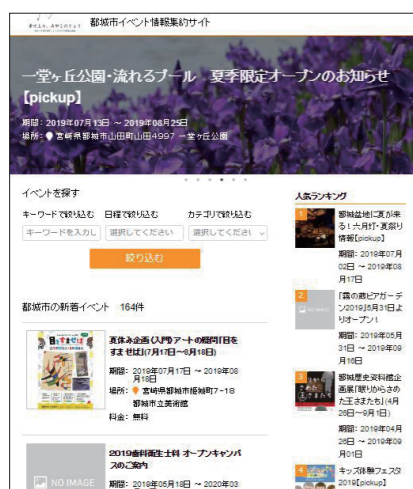 都城市イベント情報集約サイト
一堂ヶ丘公園・流れるプール 夏季限定オープンのお知らせ
【pickup】
期間: 2019年07月13日 ～ 2019年08月25日
場所: 宮崎県都城市山田町山田4997 一堂ヶ丘公園
イベントを探す
キーワードで絞り込む 日程で絞り込む カテゴリで絞り込む
キーワードを入力し 選択してください 選択してくださ
絞り込む
都城市の新着イベント 164件
夏休み企画《入門》アートの疑問「目を
すませば」(7月17日～8月18日)
期間: 2019年07月17日 ～ 2019年08
月18日
場所: 宮崎県都城市姫城町7-18
都城市立美術館
料金: 無料
NO IMAGE
2019歯科衛生士科 オープンキャンパ
スのご案内
期間: 2019年05月18日 ～ 2020年03
人気ランキング
1
都城盆地に夏が来
る！六月灯・夏祭り
情報【pickup】
期間: 2019年07月
02日 ～ 2019年08
月17日
2
NO IMAGE
「霧の蔵ビアガーデ
ン2019」5月31日よ
りオープン！
期間: 2019年05月
31日 ～ 2019年09
月16日
3
都城歴史資料館企
画展「眠りからさめ
た王さまたち」(4月
26日～9月1日)
期間: 2019年04月
26日 ～ 2019年09
月01日
4
キッズ体験フェスタ
2019【pickup】